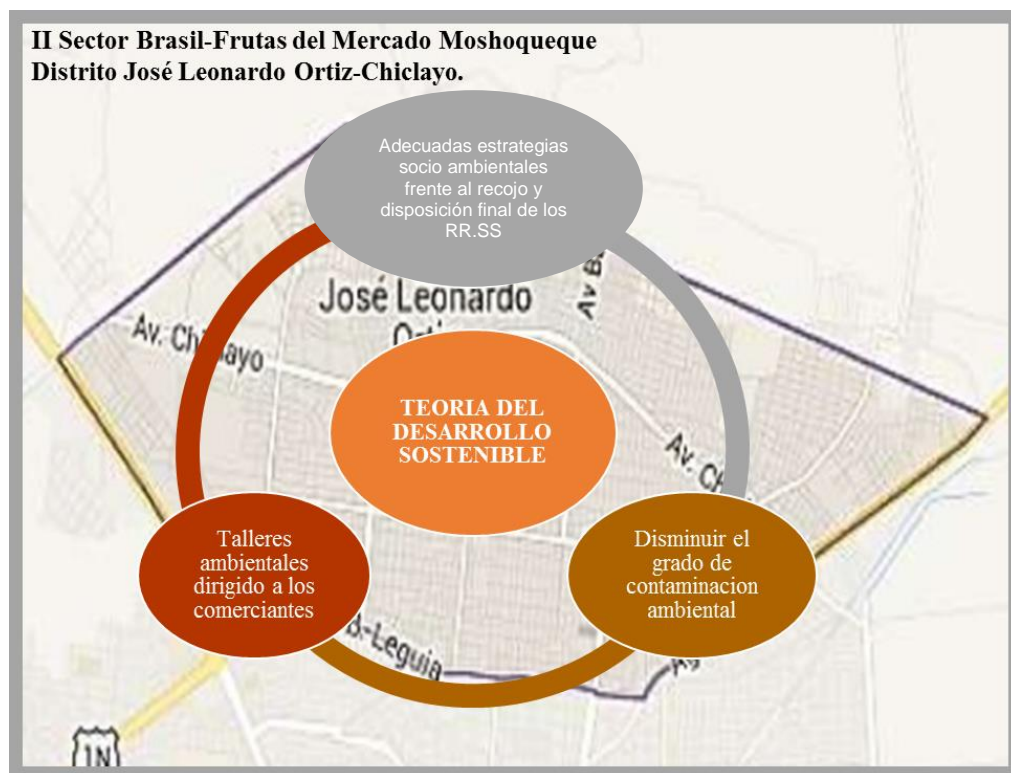 II Sector Brasil-Frutas del Mercado Moshoqueque
Distrito José Leonardo Ortiz-Chiclayo.
Adecuadas estrategias
socio ambientales
frente al recojo y
disposición final de los
RR.SS
José Leonardo
Av. Chiclayo
TEORIA DEL
DESARROLLO
SOSTENIBLE
Av.
Talleres
ambientales
dirigido a los
comerciantes
Disminuir el
grado de
contaminacion
ambiental
-Leguia
1N